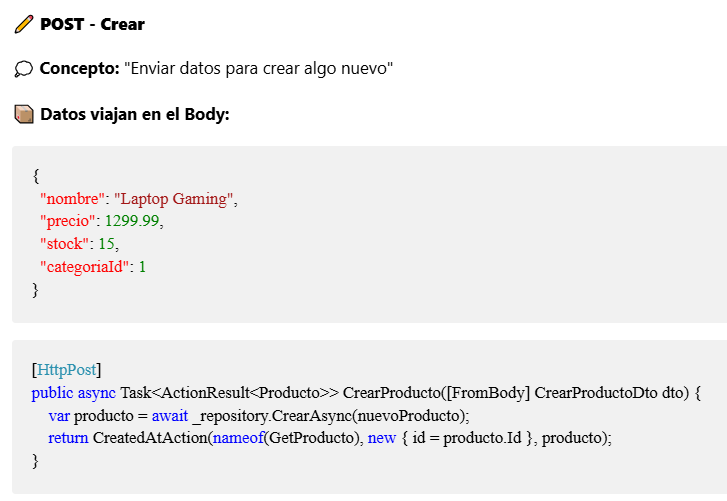 ✏️ POST - Crear
💭 Concepto: "Enviar datos para crear algo nuevo"
📦 Datos viajan en el Body:
{
  "nombre": "Laptop Gaming",
  "precio": 1299.99,
  "stock": 15,
  "categoriaId": 1
}
[HttpPost]
public async Task<ActionResult<Producto>> CrearProducto([FromBody] CrearProductoDto dto) {
    var producto = await _repository.CrearAsync(nuevoProducto);
    return CreatedAtAction(nameof(GetProducto), new { id = producto.Id }, producto);
}